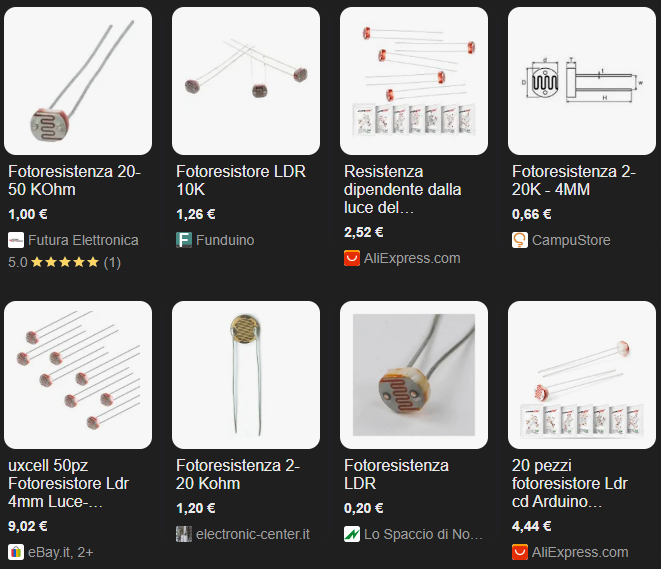 Fotoresistenza 20-
50 KOhm
1,00 €
Futura Elettronica
5.0 ★★★★★ (1)
Fotoresistore LDR
10K
1,26 €
Funduino
Resistenza
dipendente dalla
luce del...
2,52 €
AliExpress.com
D
d
T
t
w
H
Fotoresistenza 2-
20K - 4MM
0,66 €
CampuStore
uxcell 50pz
Fotoresistore Ldr
4mm Luce-...
9,02 €
eBay.it, 2+
Fotoresistenza 2-
20 Kohm
1,20 €
electronic-center.it
Fotoresistenza
LDR
0,20 €
Lo Spaccio di No...
20 pezzi
fotoresistore Ldr
cd Arduino...
4,44 €
AliExpress.com